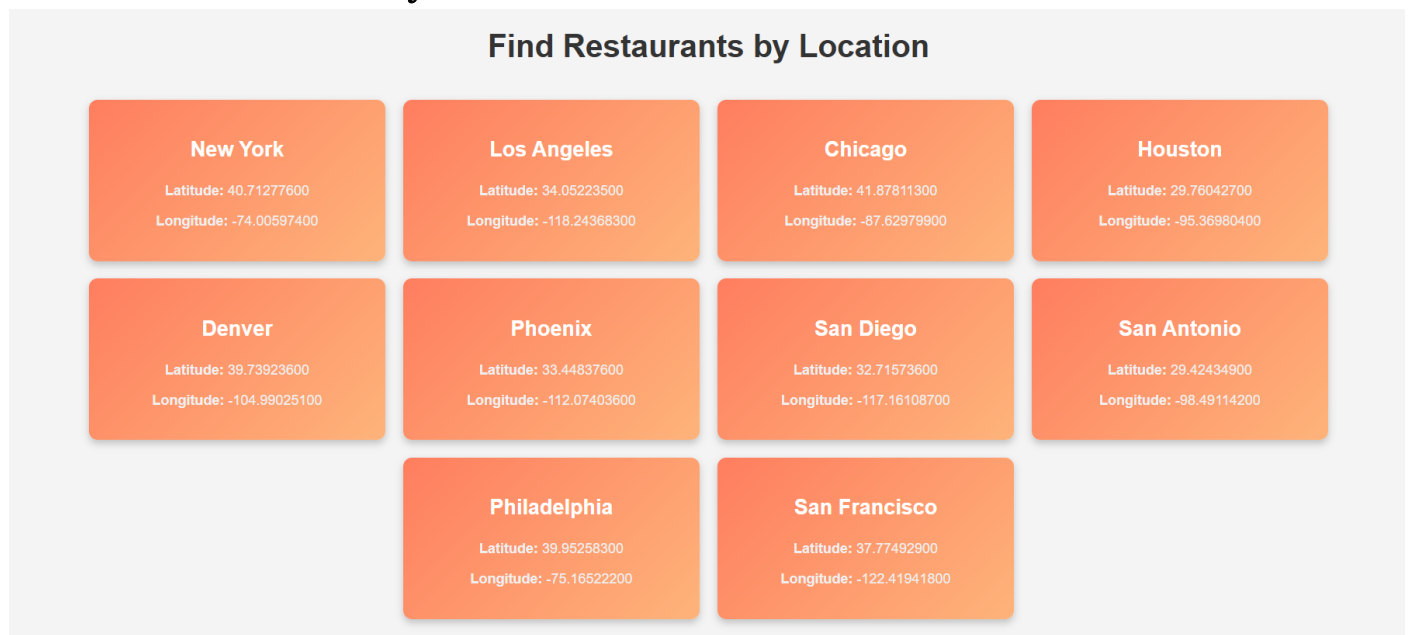 Find Restaurants by Location
New York
Latitude: 40.71277600
Longitude: -74.00597400
Los Angeles
Latitude: 34.05223500
Longitude: -118.24368300
Chicago
Latitude: 41.87811300
Longitude: -87.62979900
Houston
Latitude: 29.76042700
Longitude: -95.36980400
Denver
Latitude: 39.73923600
Longitude: -104.99025100
Phoenix
Latitude: 33.44837600
Longitude: -112.07403600
San Diego
Latitude: 32.71573600
Longitude: -117.16108700
San Antonio
Latitude: 29.42434900
Longitude: -98.49114200
Philadelphia
Latitude: 39.95258300
Longitude: -75.16522200
San Francisco
Latitude: 37.77492900
Longitude: -122.41941800